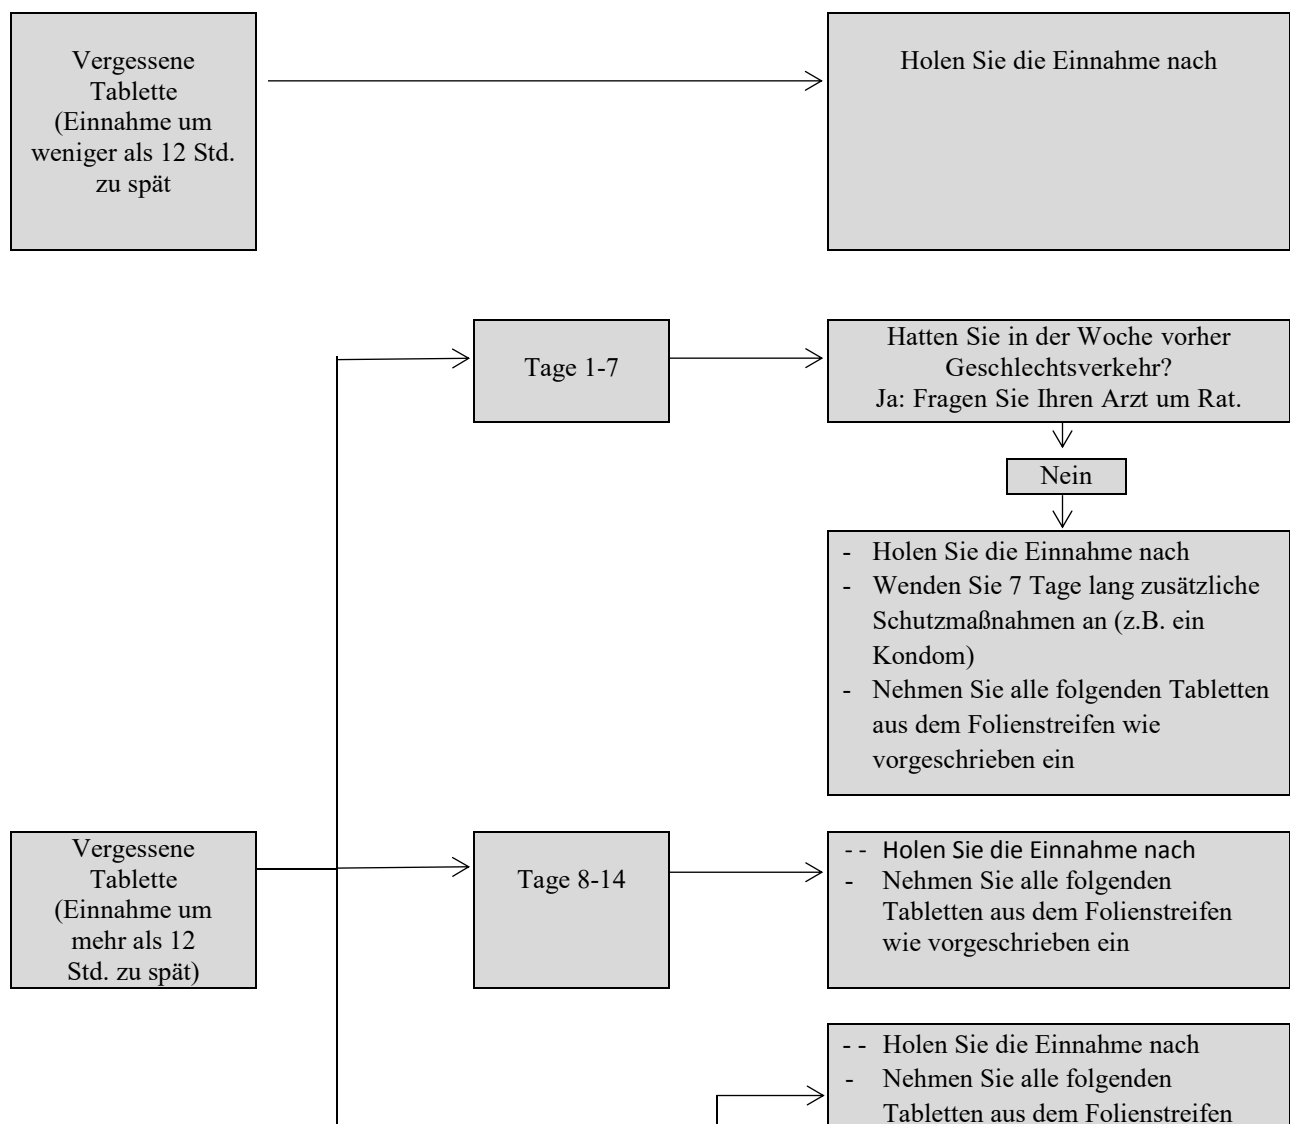 Vergessene
Tablette
(Einnahme um
weniger als 12 Std.
zu spät
Holen Sie die Einnahme nach
Tage 1-7
Hatten Sie in der Woche vorher
Geschlechtsverkehr?
Ja: Fragen Sie Ihren Arzt um Rat.
Nein
- Holen Sie die Einnahme nach
- Wenden Sie 7 Tage lang zusätzliche
Schutzmaßnahmen an (z.B. ein
Kondom)
- Nehmen Sie alle folgenden Tabletten
aus dem Folienstreifen wie
vorgeschrieben ein
Vergessene
Tablette
(Einnahme um
mehr als 12
Std. zu spät)
Tage 8-14
- - Holen Sie die Einnahme nach
- Nehmen Sie alle folgenden
Tabletten aus dem Folienstreifen
wie vorgeschrieben ein
- - Holen Sie die Einnahme nach
- Nehmen Sie alle folgenden
Tabletten aus dem Folienstreifen